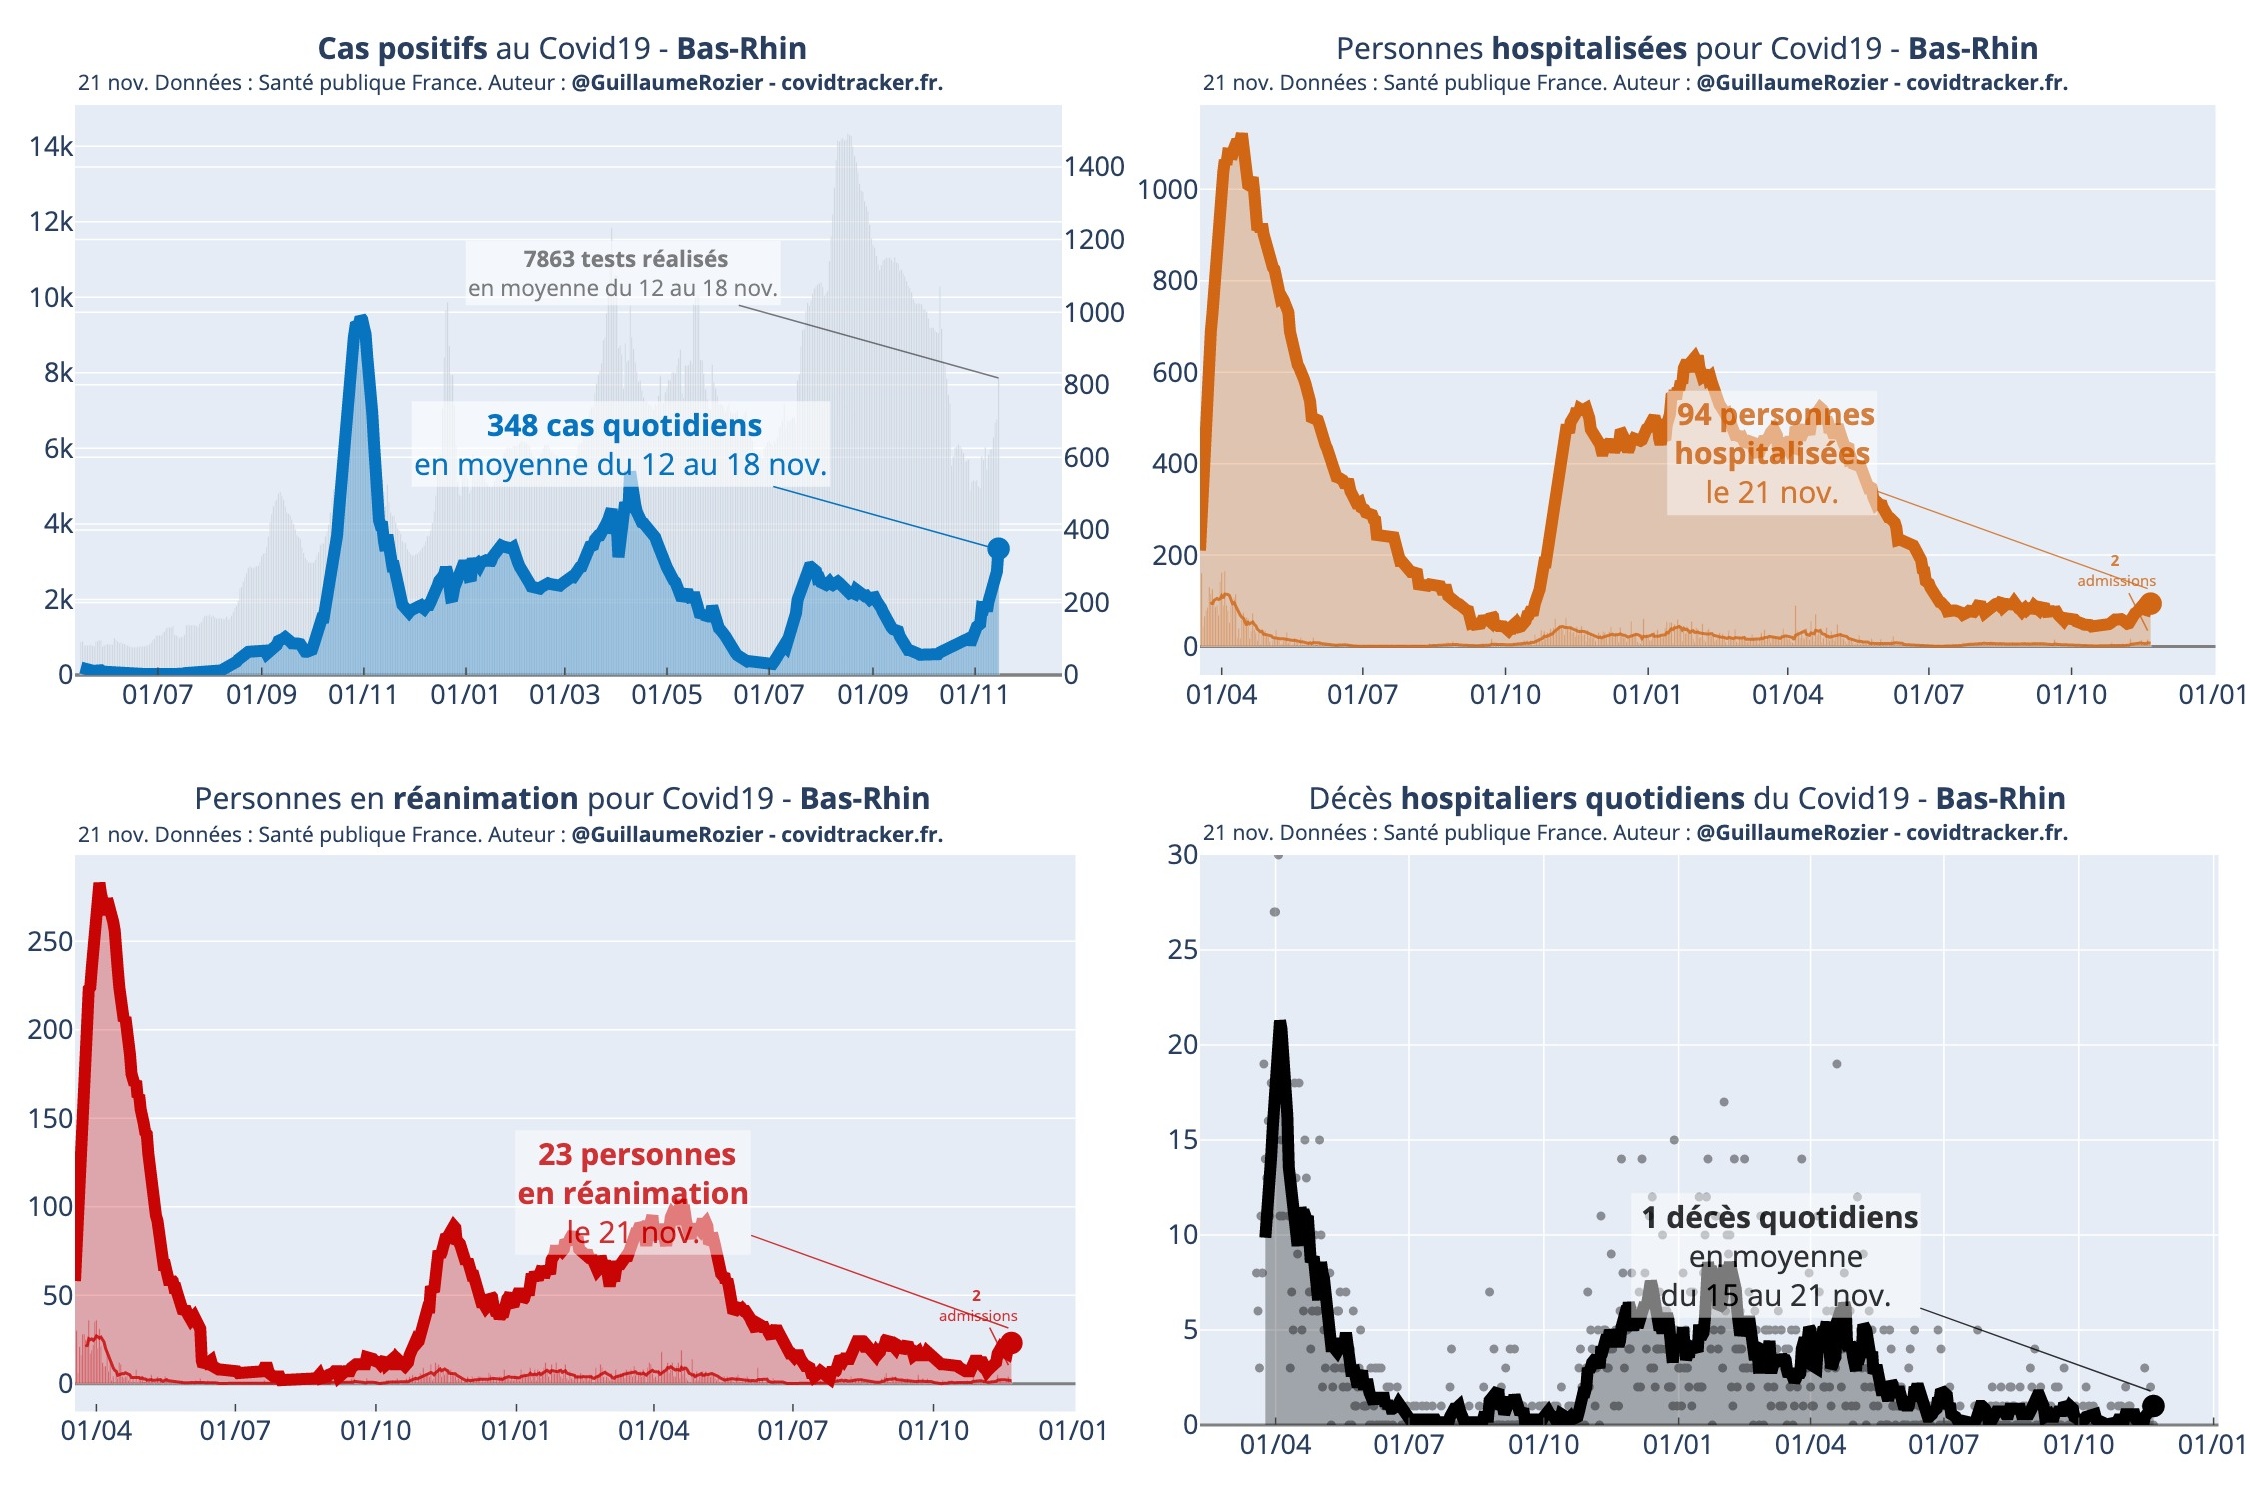 Cas positifs au Covid19 - Bas-Rhin
21 nov. Données : Santé publique France. Auteur : @GuillaumeRozier - covidtracker.fr.
14k
12k
10k
8k
6k
4k
2k
0
1400
1200
1000
800
600
400
200
0
7863 tests réalisés
en moyenne du 12 au 18 nov.
348 cas quotidiens
en moyenne du 12 au 18 nov.
01/07 01/09 01/11 01/01 01/03 01/05 01/07 01/09 01/11
Personnes hospitalisées pour Covid19 - Bas-Rhin
21 nov. Données : Santé publique France. Auteur : @GuillaumeRozier - covidtracker.fr.
1000
800
600
400
200
0
94 personnes
hospitalisées
le 21 nov.
2
admissions
01/04 01/07 01/10 01/01 01/04 01/07 01/10 01/01
Personnes en réanimation pour Covid19 - Bas-Rhin
21 nov. Données : Santé publique France. Auteur : @GuillaumeRozier - covidtracker.fr.
250
200
150
100
50
0
23 personnes
en réanimation
le 21 nov.
2
admissions
01/04 01/07 01/10 01/01 01/04 01/07 01/10 01/01
Décès hospitaliers quotidiens du Covid19 - Bas-Rhin
21 nov. Données : Santé publique France. Auteur : @GuillaumeRozier - covidtracker.fr.
30
25
20
15
10
5
0
1 décès quotidiens
en moyenne
du 15 au 21 nov.
01/04 01/07 01/10 01/01 01/04 01/07 01/10 01/01